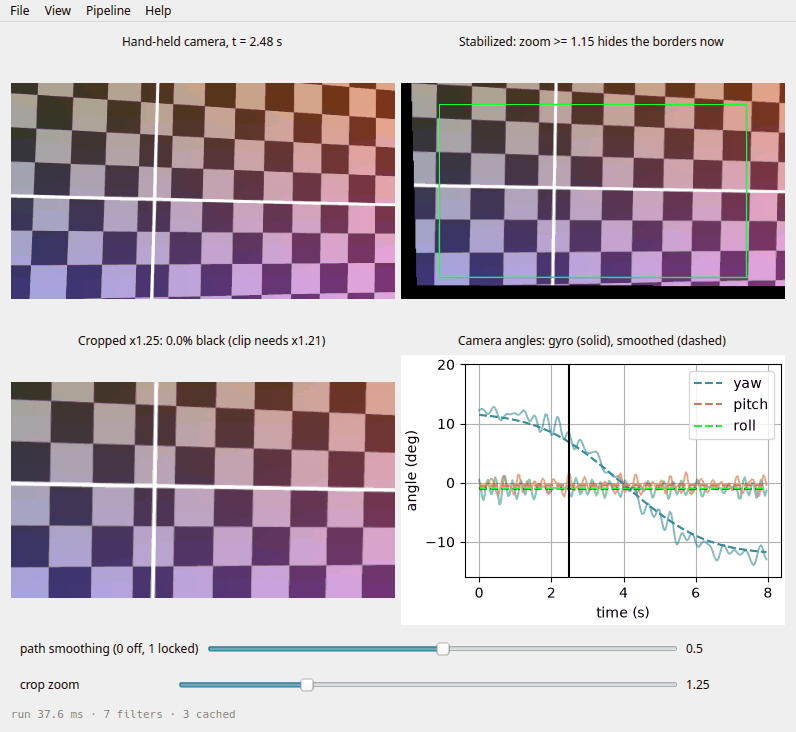 File View Pipeline Help
Hand-held camera, t = 2.48 s
Stabilized: zoom >= 1.15 hides the borders now
Cropped x1.25: 0.0% black (clip needs x1.21)
Camera angles: gyro (solid), smoothed (dashed)
20
10
0
−10
angle (deg)
yaw
pitch
roll
0 2 4 6 8
time (s)
path smoothing (0 off, 1 locked) 0.5
crop zoom 1.25
run 37.6 ms · 7 filters · 3 cached